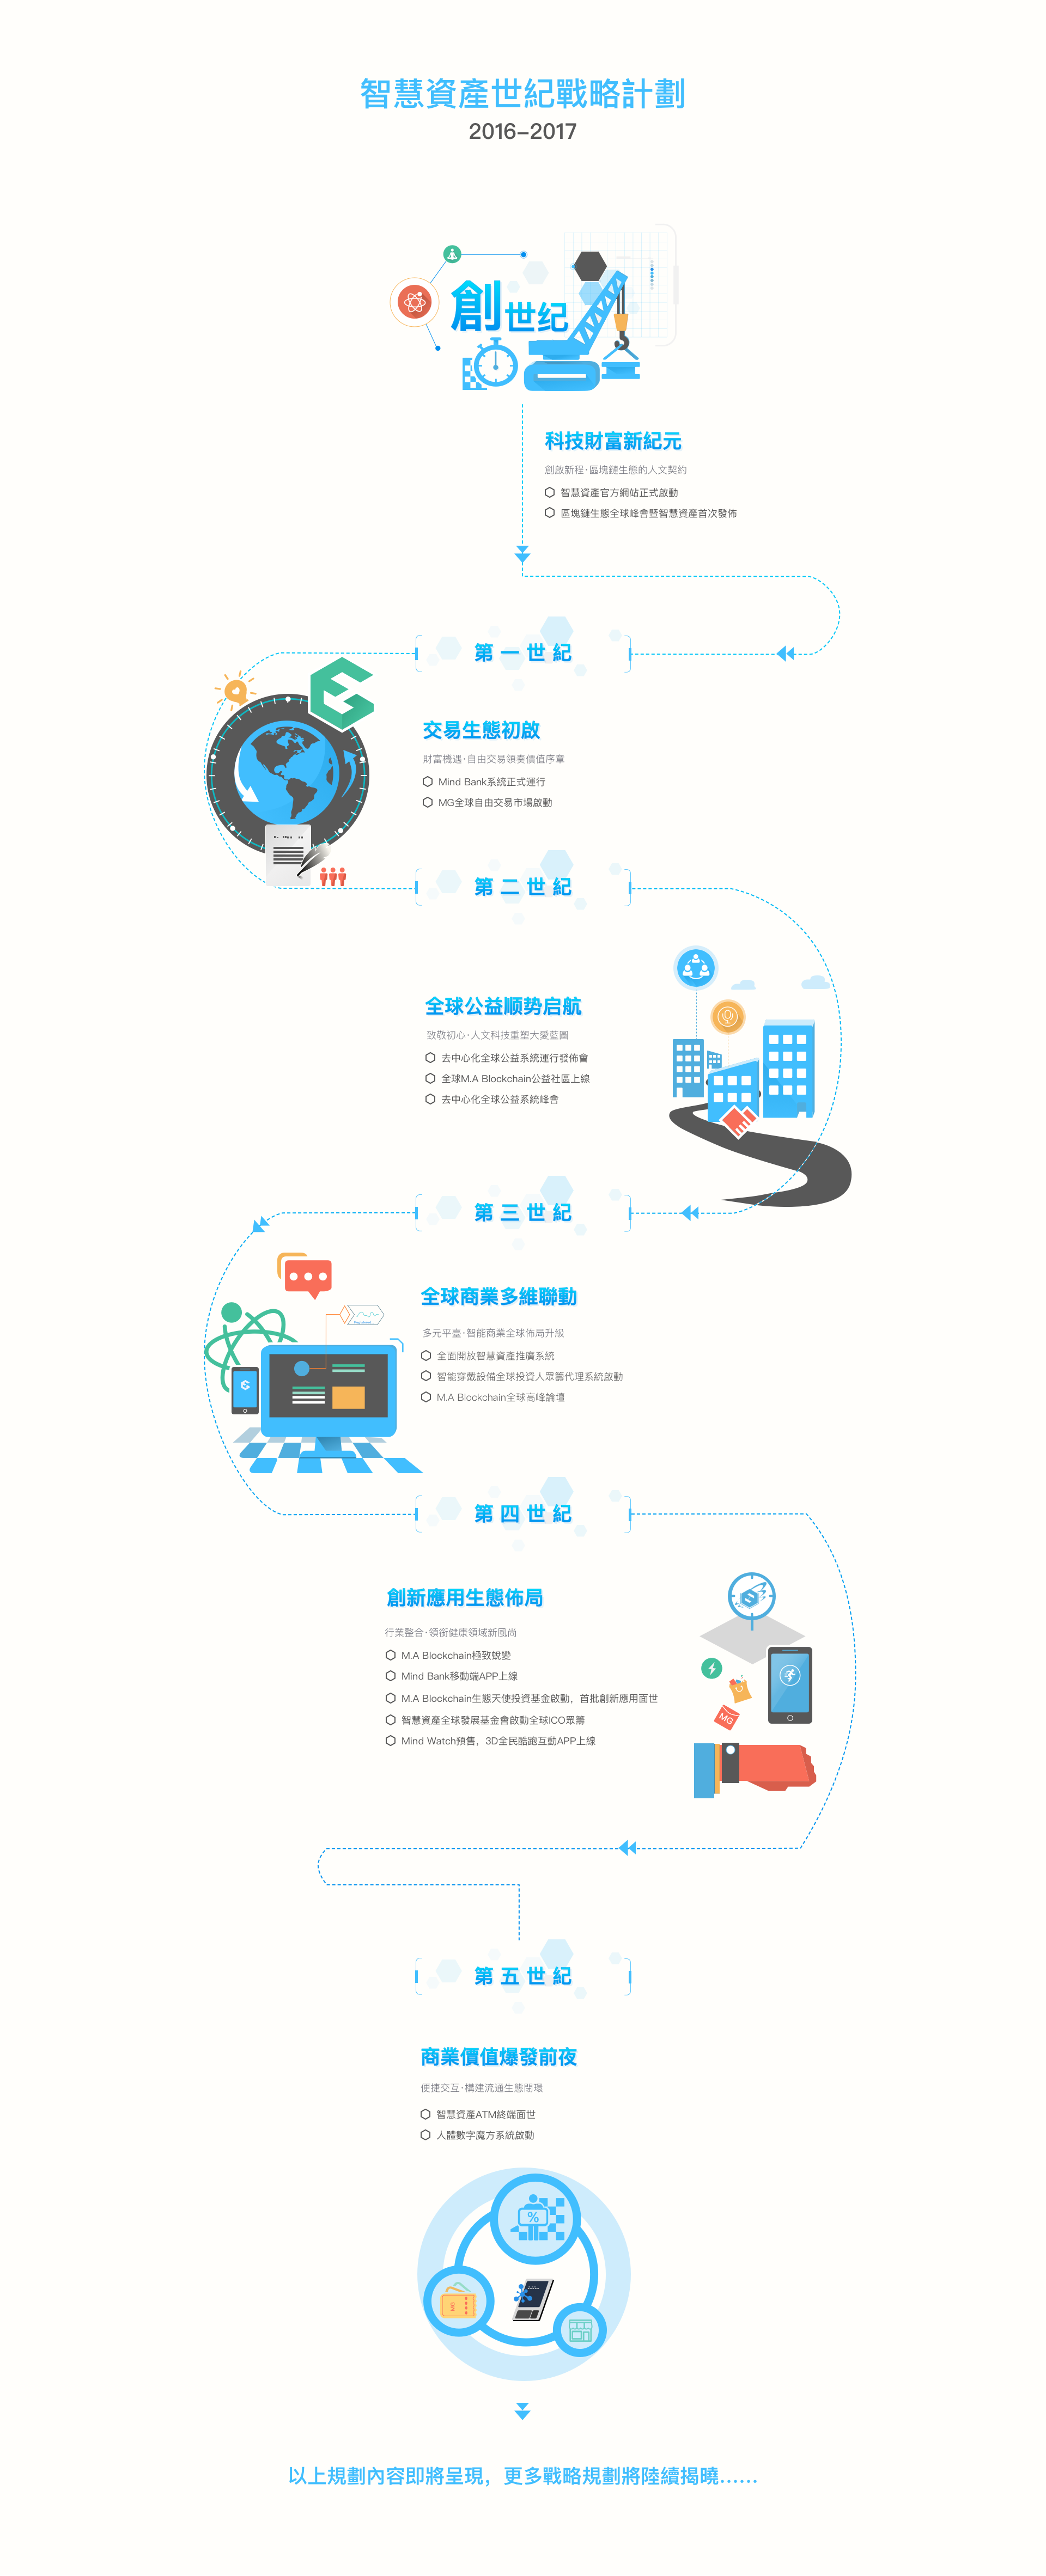 智慧資產世紀戰略計劃
2016-2017
創世纪
科技財富新紀元
創啟新程·區塊鏈生態的人文契約
智慧資產官方網站正式啟動
區塊鏈生態全球峰會暨智慧資產首次發佈
第一世紀
交易生態初啟
財富機遇·自由交易領奏價值序章
Mind Bank系統正式運行
MG全球自由交易市場啟動
第二世紀
全球公益顺势启航
致敬初心·人文科技重塑大愛藍圖
去中心化全球公益系統運行發佈會
全球M.A Blockchain公益社區上線
去中心化全球公益系統峰會
第三世紀
全球商業多維聯動
多元平臺·智能商業全球佈局升級
全面開放智慧資產推廣系統
智能穿戴設備全球投資人眾籌代理系統啟動
M.A Blockchain全球高峰論壇
第四世紀
創新應用生態佈局
行業整合·領銜健康領域新風尚
M.A Blockchain極致蛻變
Mind Bank移動端APP上線
M.A Blockchain生態天使投資基金啟動，首批創新應用面世
智慧資產全球發展基金會啟動全球ICO眾籌
Mind Watch預售，3D全民酷跑互動APP上線
MG
第五世紀
商業價值爆發前夜
便捷交互·構建流通生態閉環
智慧資產ATM終端面世
人體數字魔方系統啟動
%
MG
以上規劃內容即將呈現，更多戰略規劃將陸續揭曉......